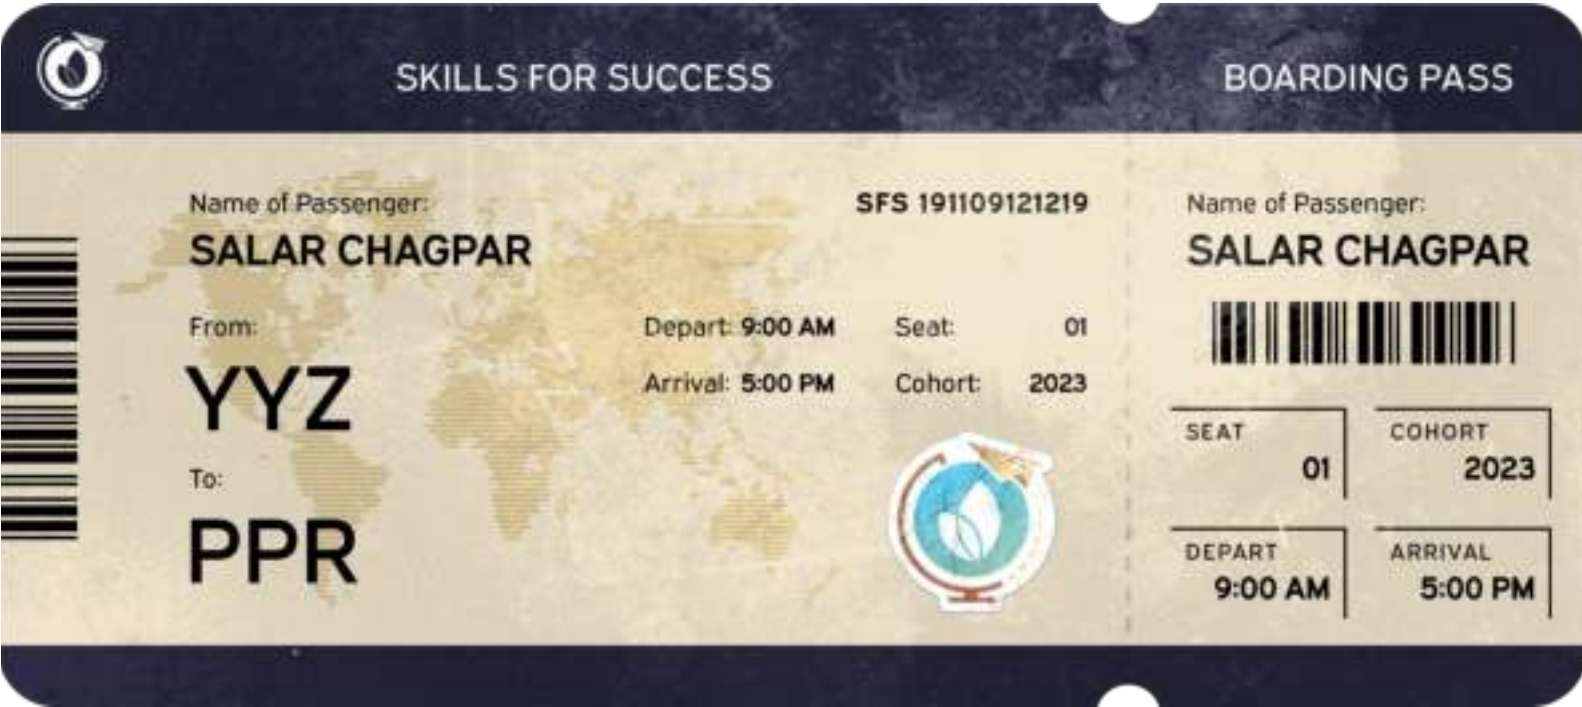 SKILLS FOR SUCCESS
BOARDING PASS
Name of Passenger:
SALAR CHAGPAR
SFS 191109121219
From:
YYZ
Depart: 9:00 AM
Seat: 01
Arrival: 5:00 PM
Cohort: 2023
To:
PPR
Name of Passenger:
SALAR CHAGPAR
SEAT
01
COHORT
2023
DEPART
9:00 AM
ARRIVAL
5:00 PM